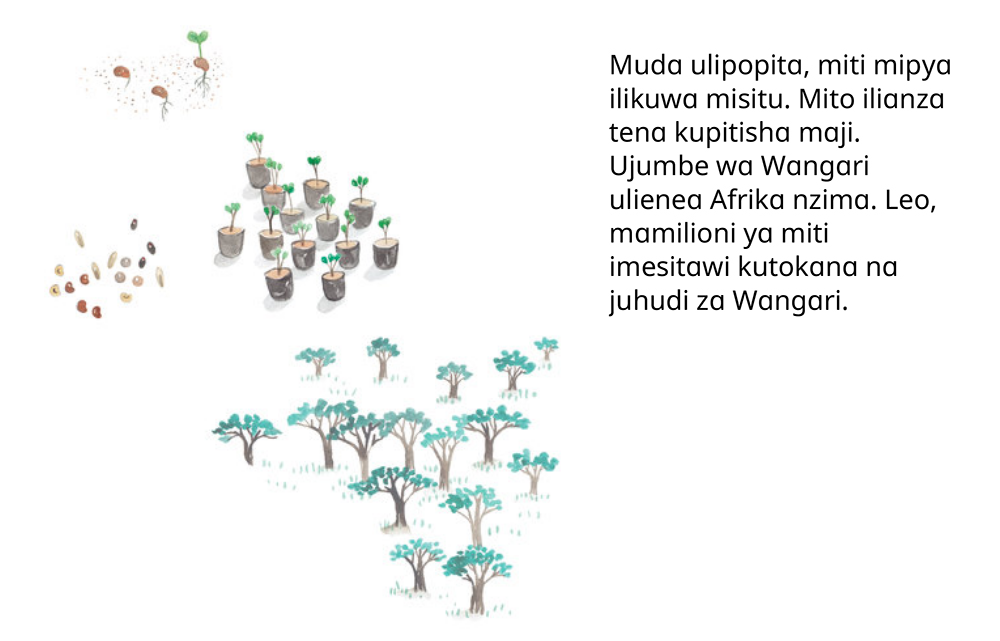 Muda ulipopita, miti mipya
ilikuwa misitu. Mito ilianza
tena kupitisha maji.
Ujumbe wa Wangari
ulienea Afrika nzima. Leo,
mamilioni ya miti
imesitawi kutokana na
juhudi za Wangari.